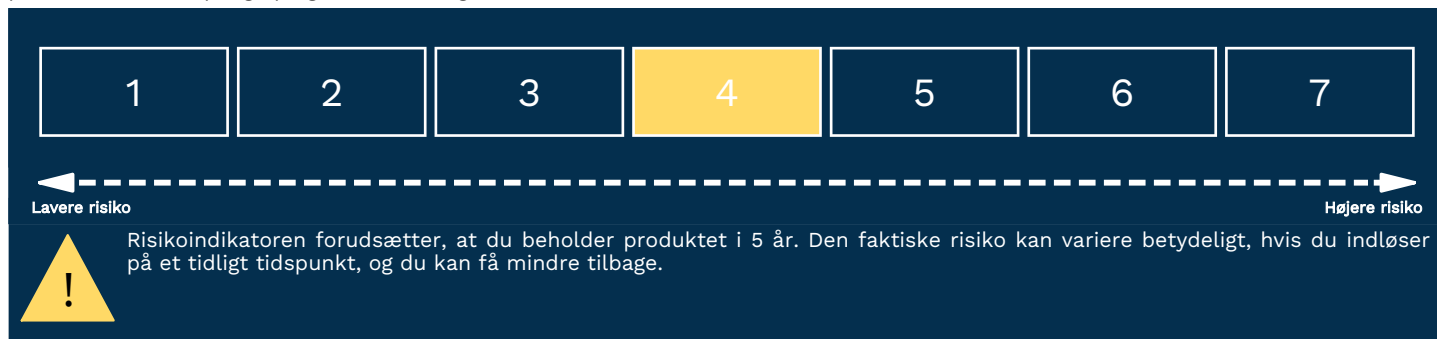 1 2 3 4 5 6 7
Lavere risiko Højere risiko
Risikoindikatoren forudsætter, at du beholder produktet i 5 år. Den faktiske risiko kan variere betydeligt, hvis du indløser
på et tidligt tidspunkt, og du kan få mindre tilbage.
!